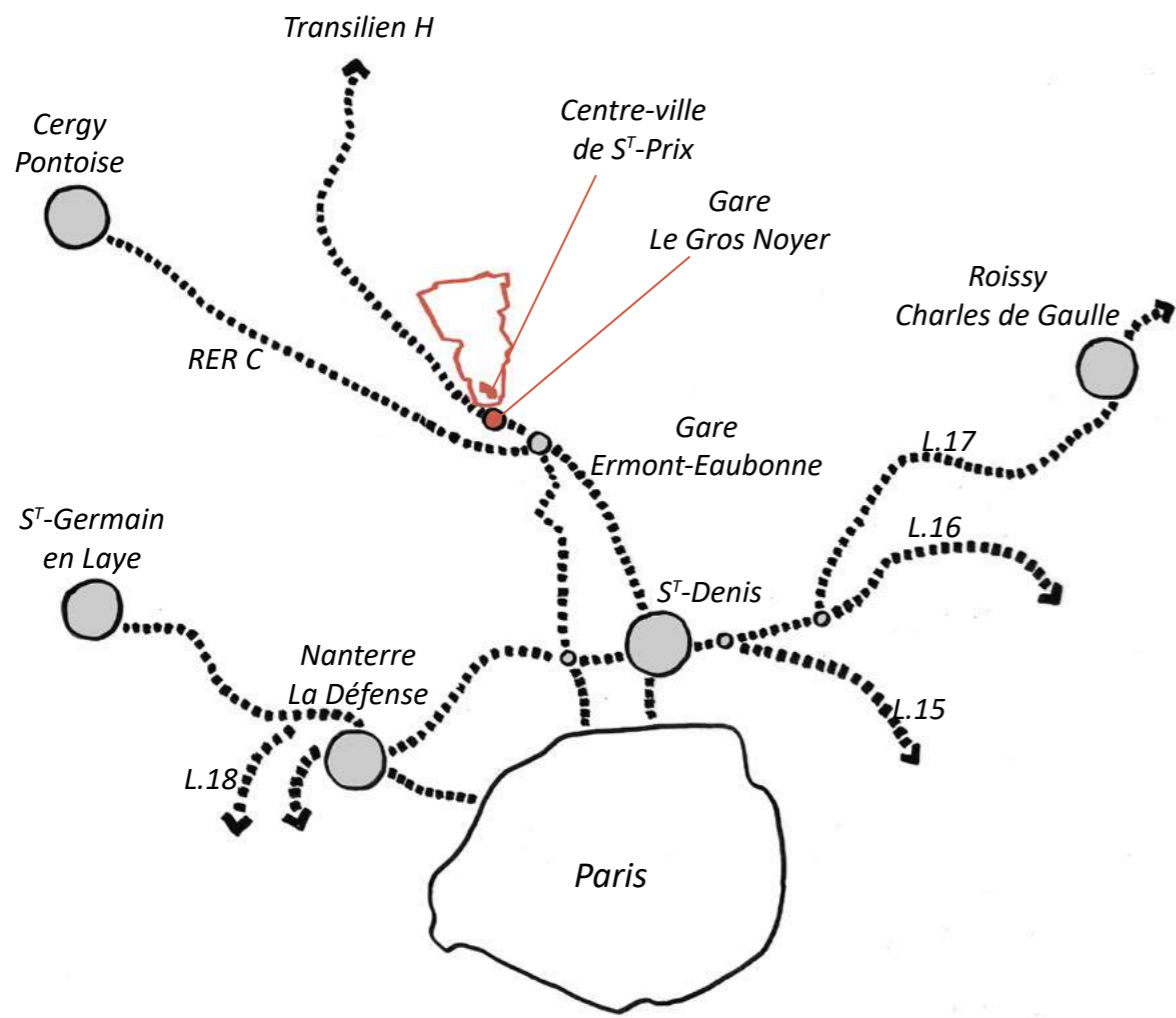 Transilien H
Centre-ville
de Sᵀ-Prix
Cergy
Pontoise
Gare
Le Gros Noyer
Roissy
Charles de Gaulle
RER C
Gare
Ermont-Eaubonne
L.17
Sᵀ-Germain
en Laye
L.16
Sᵀ-Denis
Nanterre
La Défense
L.15
L.18
Paris